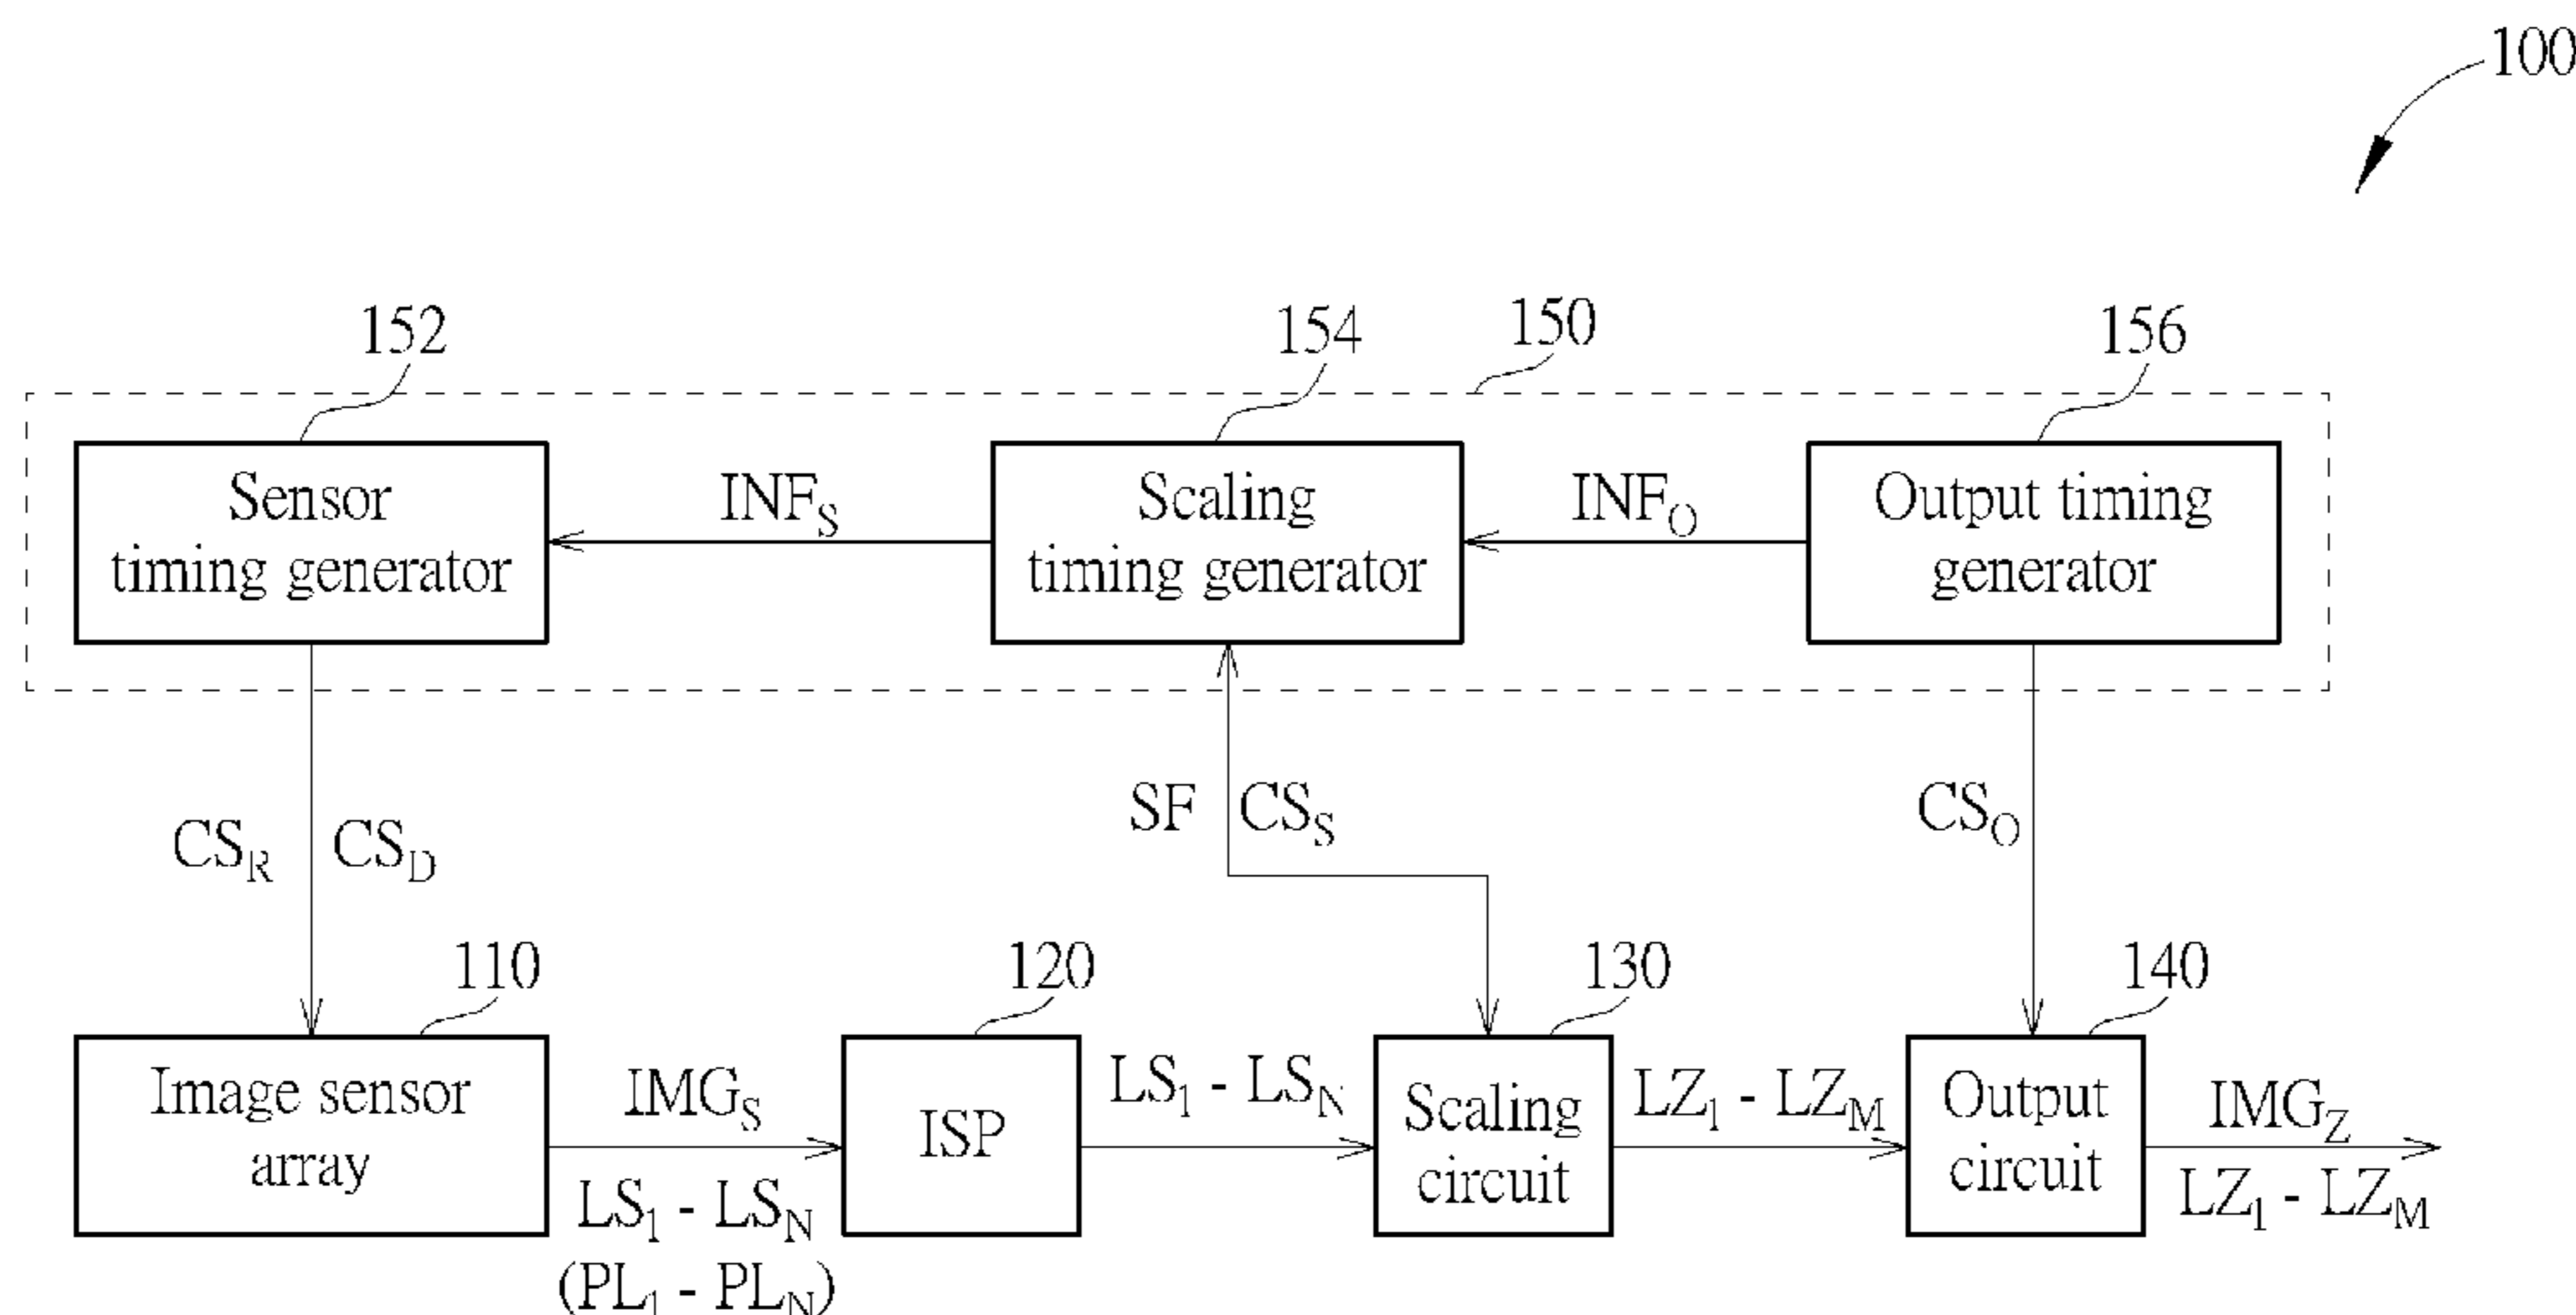 100
152
154
150
156
Sensor
timing generator
INF_S
Scaling
timing generator
INF_O
Output timing
generator
CS_R
CS_D
SF
CS_S
CS_O
110
120
130
140
Image sensor
array
IMG_S
LS_1 - LS_N
(PL_1 - PL_N)
ISP
LS_1 - LS_N
Scaling
circuit
LZ_1 - LZ_M
Output
circuit
IMG_Z
LZ_1 - LZ_M